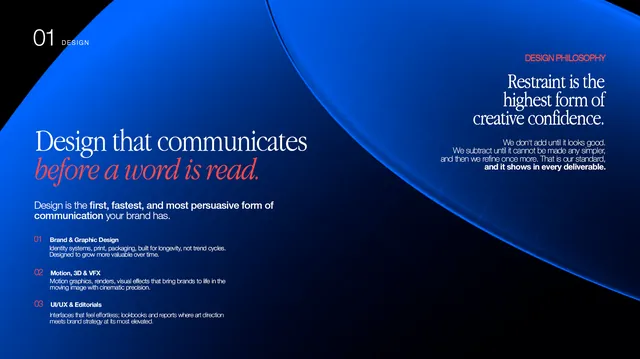 01 DESIGN
Design that communicates
before a word is read.
Design is the first, fastest, and most persuasive form of
communication your brand has.
01 Brand & Graphic Design
Identity systems, print, packaging, built for longevity, not trend cycles.
Designed to grow more valuable over time.
02 Motion, 3D & VFX
Motion graphics, renders, visual effects that bring brands to life in the
moving image with cinematic precision.
03 UI/UX & Editorials
Interfaces that feel effortless; lookbooks and reports where art direction
meets brand strategy at its most elevated.
DESIGN PHILOSOPHY
Restraint is the
highest form of
creative confidence.
We don't add until it looks good.
We subtract until it cannot be made any simpler,
and then we refine once more. That is our standard,
and it shows in every deliverable.